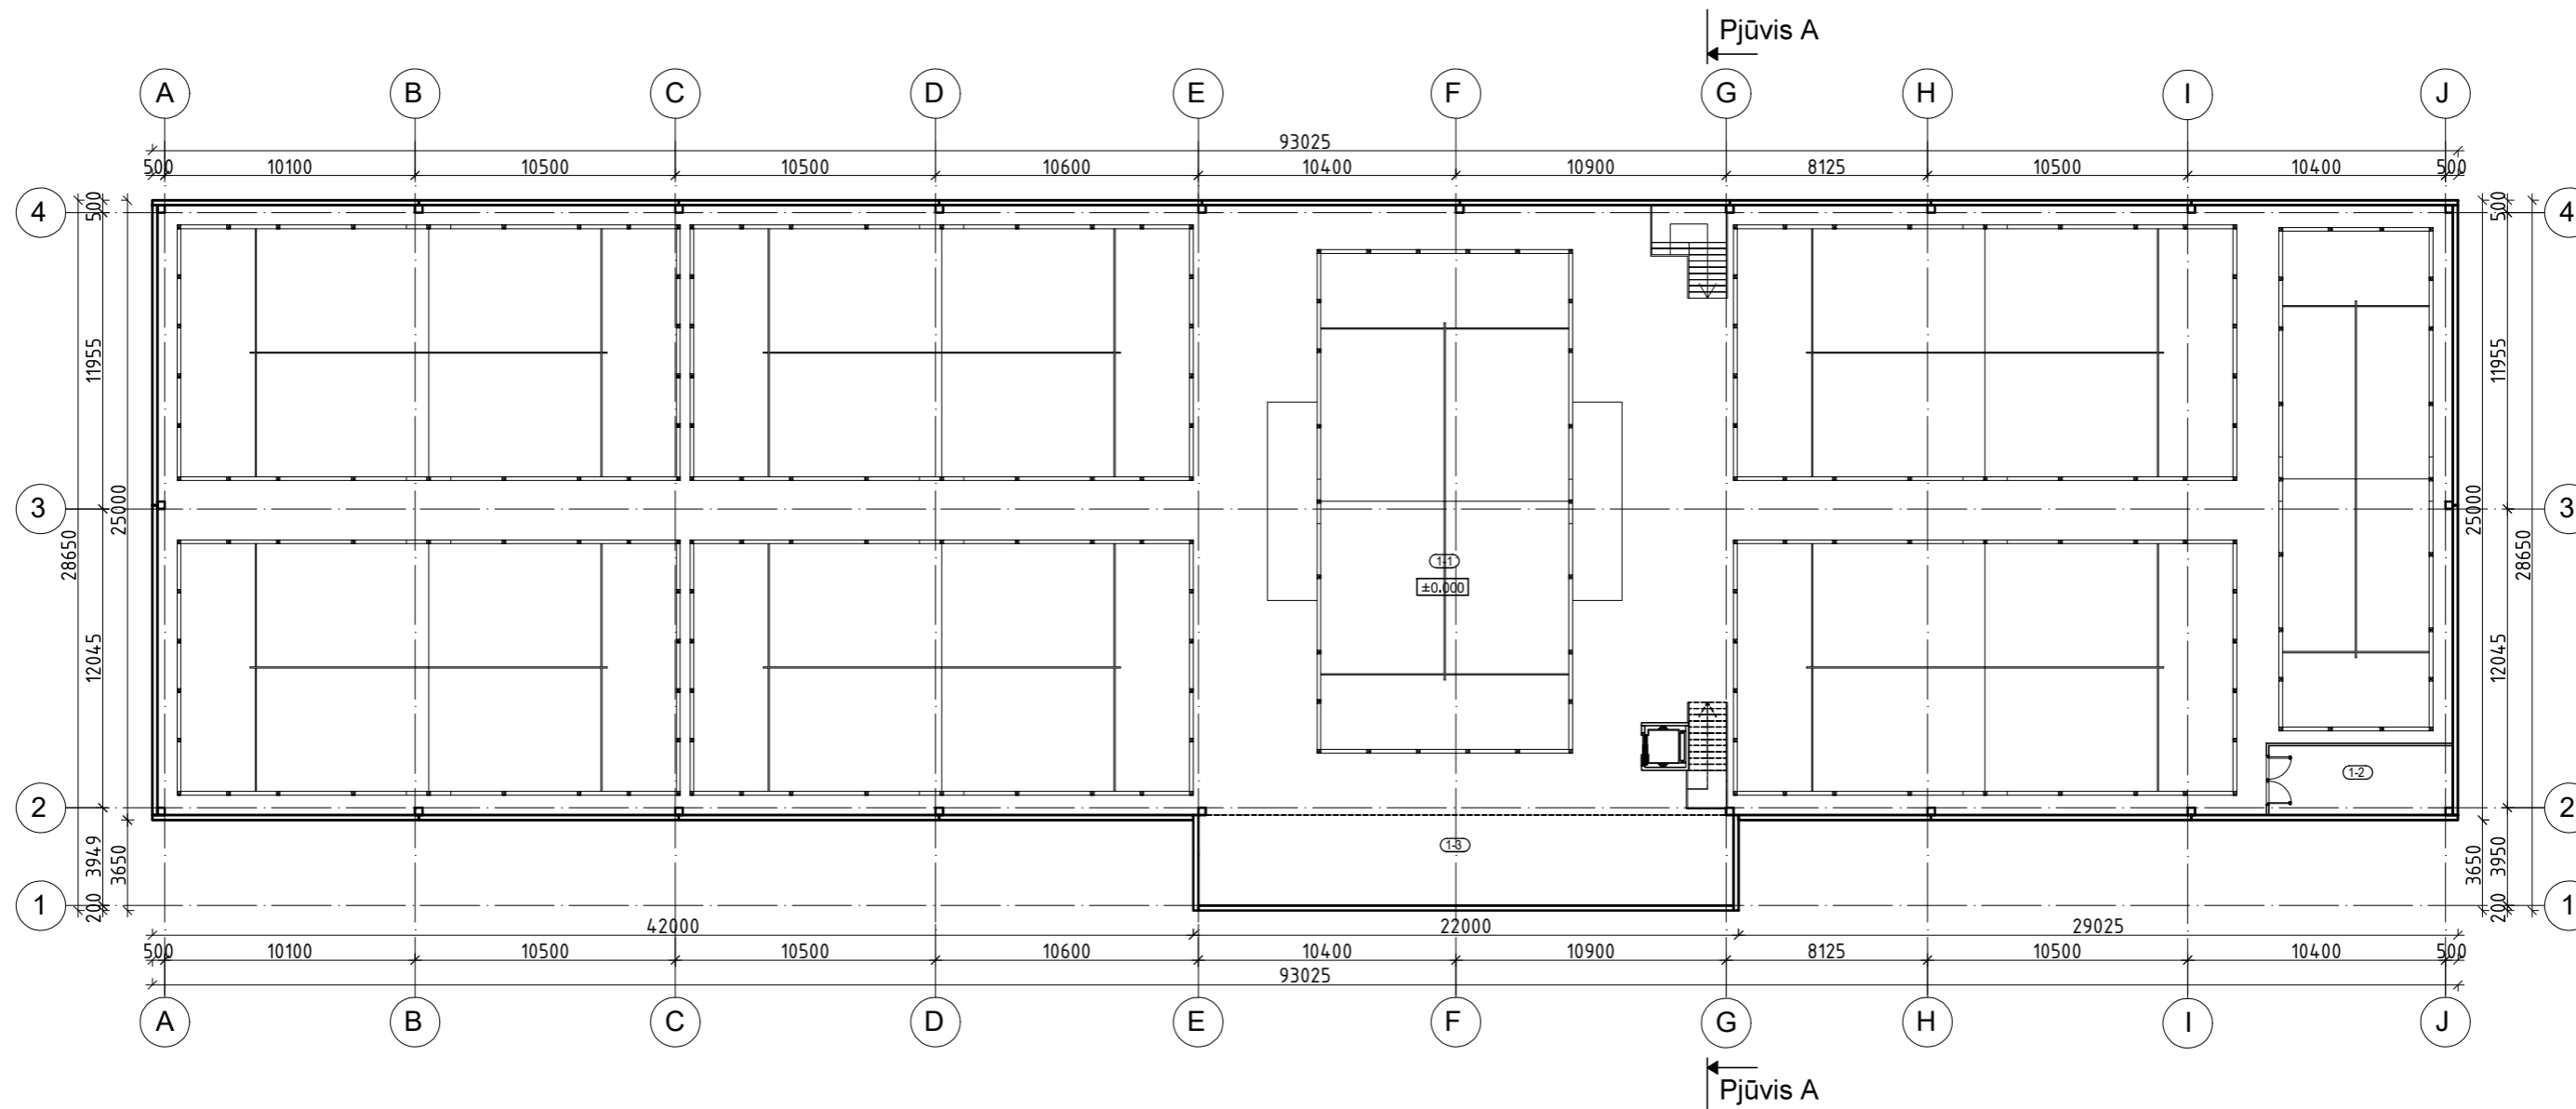 Pjūvis A
A B C D E F G H I J
93025
500 10100 10500 10500 10600 10400 10900 8125 10500 10400 500
4 500 500 4
11955 11955
3 25000 25000 3
28650 28650
1-1
±0.000
12045 12045
1-2
2 2
3949 3650 1-3 3650 3950
1 200 200 1
42000 22000 29025
500 10100 10500 10500 10600 10400 10900 8125 10500 10400 500
93025
A B C D E F G H I J
Pjūvis A